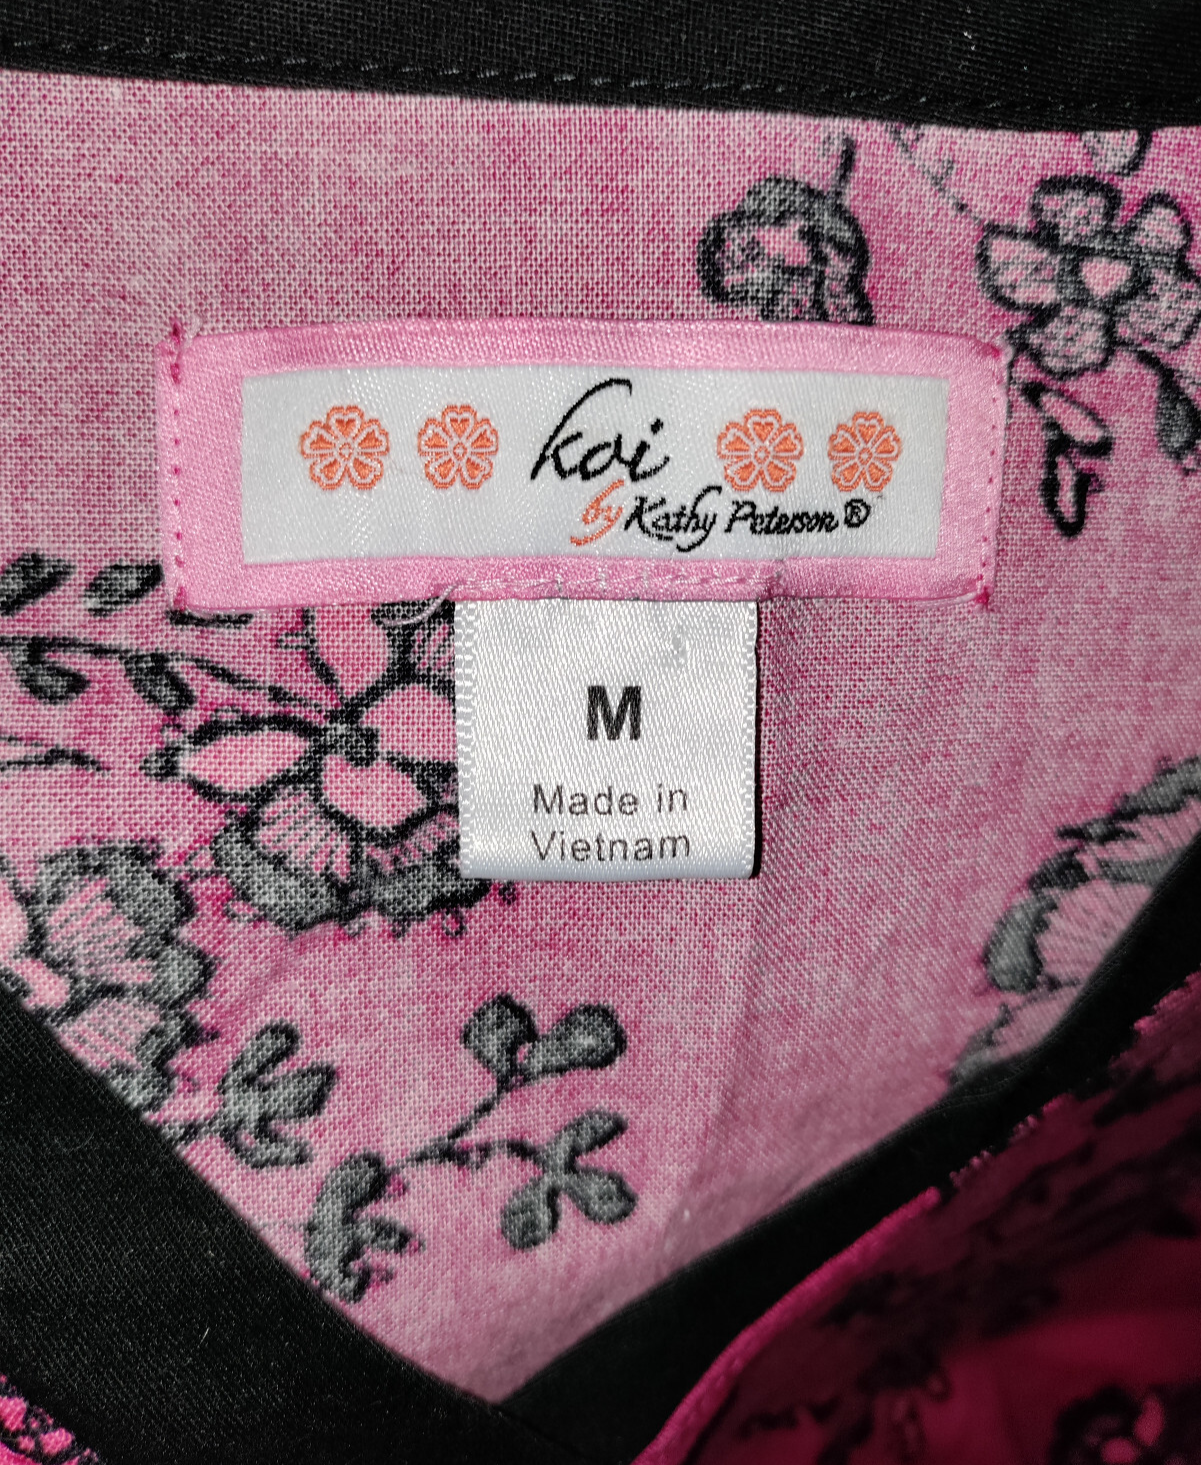 koi
by Kathy Peterson®
M
Made in
Vietnam